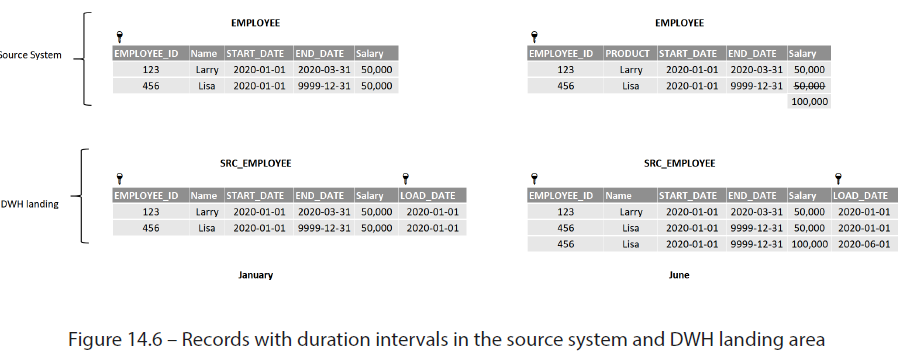 EMPLOYEE EMPLOYEE
Source System
EMPLOYEE_ID Name START_DATE END_DATE Salary EMPLOYEE_ID PRODUCT START_DATE END_DATE Salary
123 Larry 2020-01-01 2020-03-31 50,000 123 Larry 2020-01-01 2020-03-31 50,000
456 Lisa 2020-01-01 9999-12-31 50,000 456 Lisa 2020-01-01 9999-12-31 50,000
100,000
SRC_EMPLOYEE SRC_EMPLOYEE
EMPLOYEE_ID Name START_DATE END_DATE Salary LOAD_DATE EMPLOYEE_ID Name START_DATE END_DATE Salary LOAD_DATE
DWH landing
123 Larry 2020-01-01 2020-03-31 50,000 2020-01-01 123 Larry 2020-01-01 2020-03-31 50,000 2020-01-01
456 Lisa 2020-01-01 9999-12-31 50,000 2020-01-01 456 Lisa 2020-01-01 9999-12-31 50,000 2020-01-01
456 Lisa 2020-01-01 9999-12-31 100,000 2020-06-01
January June
Figure 14.6 – Records with duration intervals in the source system and DWH landing area